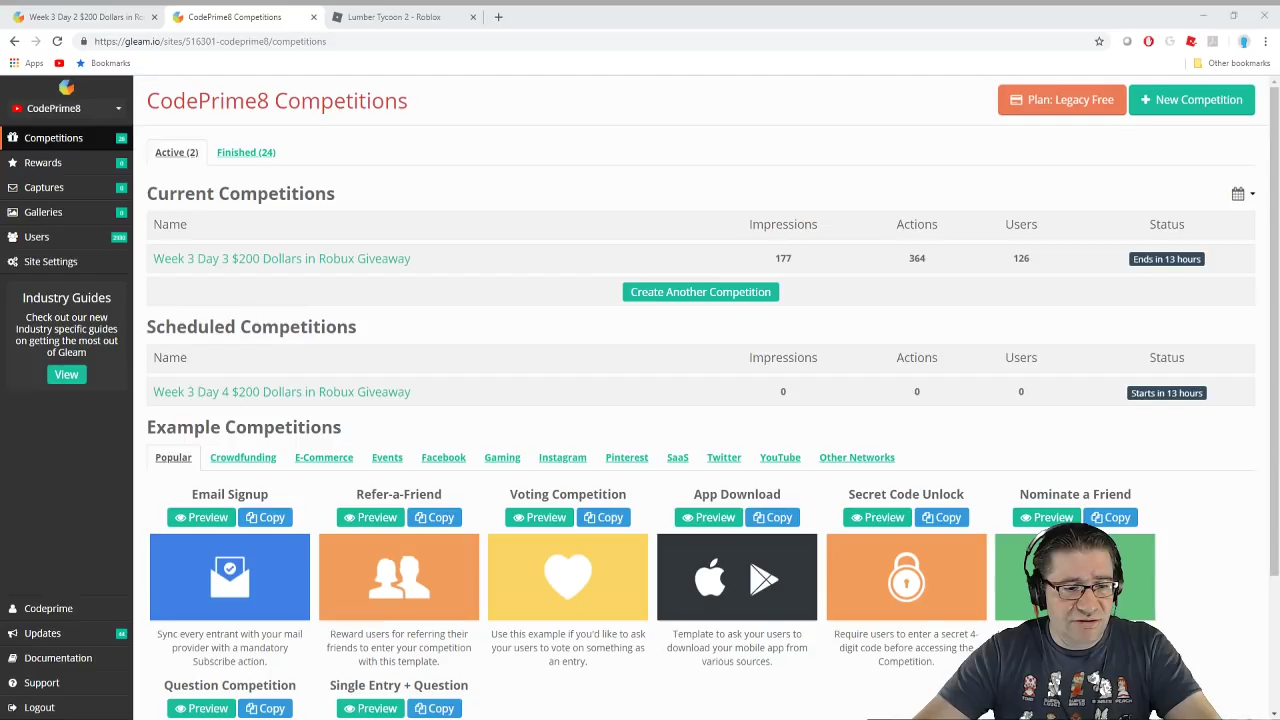 Week 3 Day 2 $200 Dollars in Ro
CodePrime8 Competitions
Lumber Tycoon 2 - Roblox
https://gleam.io/sites/516301-codeprime8/competitions
Apps
Bookmarks
Other bookmarks
CodePrime8
Competitions
Rewards 0
Captures 0
Galleries 0
Users
Site Settings
Industry Guides
Check out our new
Industry specific guides
on getting the most out
of Gleam
View
Codeprime
Updates 44
Documentation
Support
Logout
CodePrime8 Competitions
Plan: Legacy Free
New Competition
Active (2)
Finished (24)
Current Competitions
Name Impressions Actions Users Status
Week 3 Day 3 $200 Dollars in Robux Giveaway 177 364 126 Ends in 13 hours
Create Another Competition
Scheduled Competitions
Name Impressions Actions Users Status
Week 3 Day 4 $200 Dollars in Robux Giveaway 0 0 0 Starts in 13 hours
Example Competitions
Popular Crowdfunding E-Commerce Events Facebook Gaming Instagram Pinterest SaaS Twitter YouTube Other Networks
Email Signup
Preview Copy
Sync every entrant with your mail
provider with a mandatory
Subscribe action.
Refer-a-Friend
Preview Copy
Reward users for referring their
friends to enter your competition
with this template.
Voting Competition
Preview Copy
Use this example if you'd like to ask
your users to vote on something as
an entry.
App Download
Preview Copy
Template to ask your users to
download your mobile app from
various sources.
Secret Code Unlock
Preview Copy
Require users to enter a secret 4-
digit code before accessing the
Competition.
Nominate a Friend
Preview Copy
Question Competition
Preview Copy
Single Entry + Question
Preview Copy